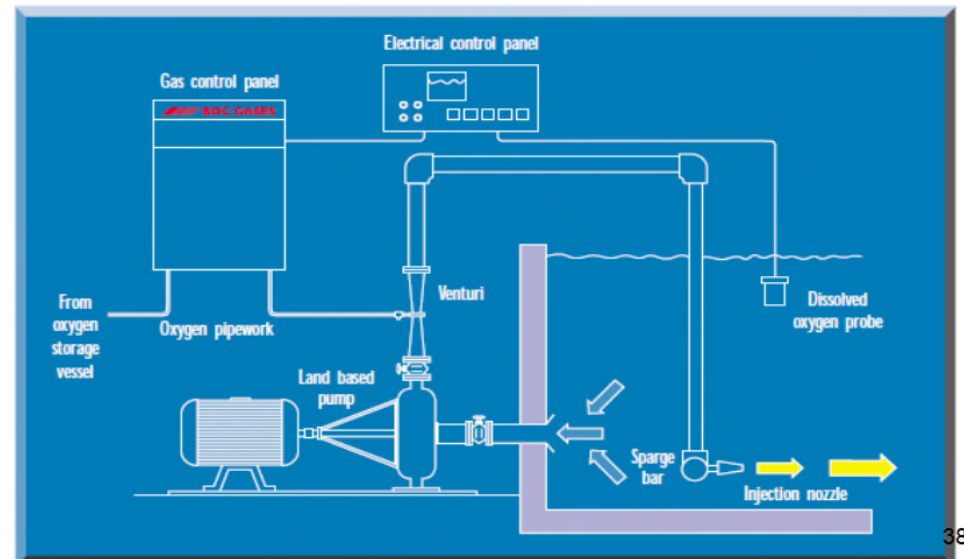 Electrical control panel
Gas control panel
BOC GASES
Venturi
From
oxygen
storage
vessel
Oxygen pipework
Dissolved
oxygen probe
Land based
pump
Sparge
bar
Injection nozzle
38